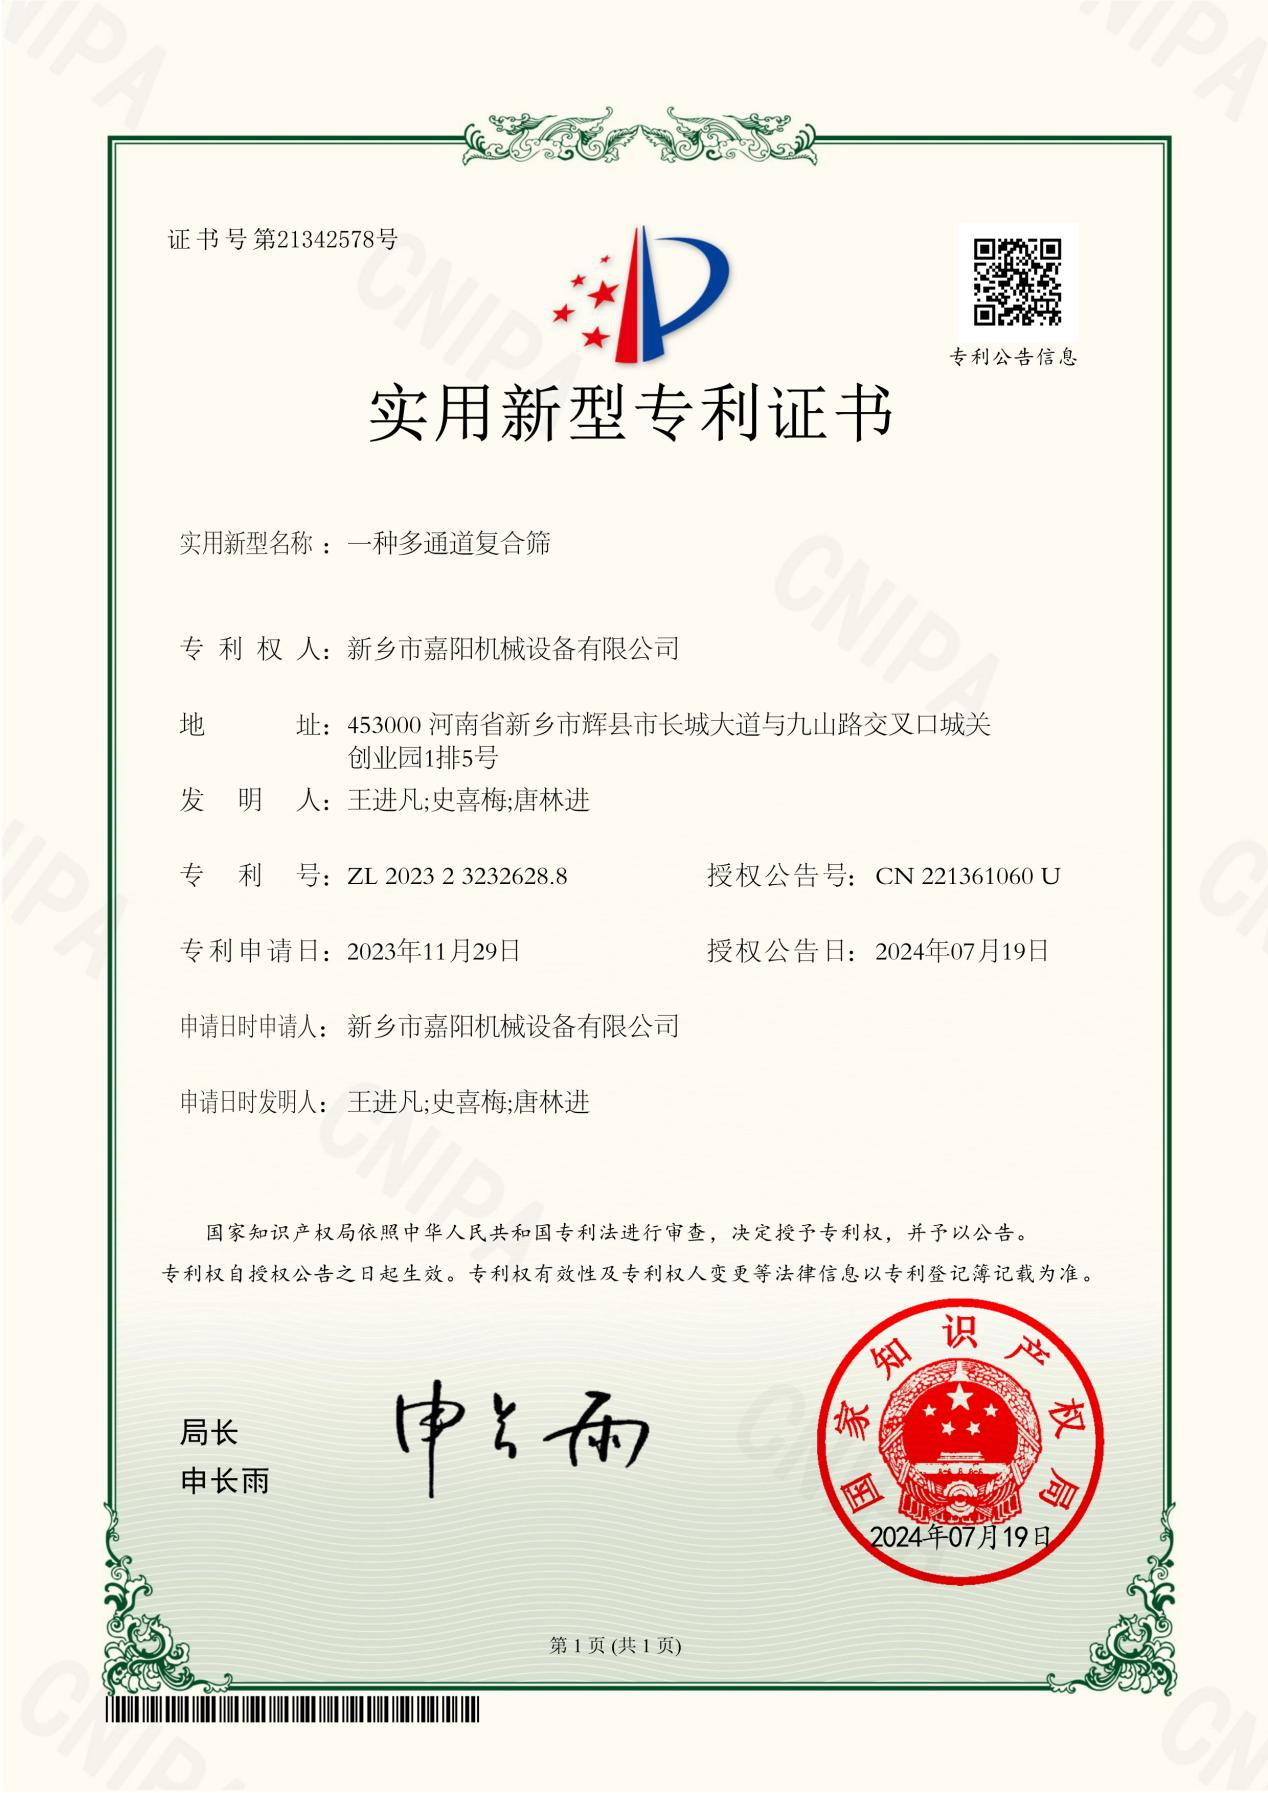 证书号第21342578号
专利公告信息
实用新型专利证书
实用新型名称：一种多通道复合筛
专利权人：新乡市嘉阳机械设备有限公司
地址：453000 河南省新乡市辉县市长城大道与九山路交叉口城关
创业园1排5号
发明人：王进凡;史喜梅;唐林进
专利号：ZL 2023 2 3232628.8 授权公告号：CN 221361060 U
专利申请日：2023年11月29日 授权公告日：2024年07月19日
申请日时申请人：新乡市嘉阳机械设备有限公司
申请日时发明人：王进凡;史喜梅;唐林进
国家知识产权局依照中华人民共和国专利法进行审查，决定授予专利权，并予以公告。
专利权自授权公告之日起生效。专利权有效性及专利权人变更等法律信息以专利登记簿记载为准。
局长
申长雨
申长雨
国家知识产权局
2024年07月19日
第 1 页 (共 1 页)
CNIPA
CNIPA
CNIPA
CNIPA
CNIPA
CNIPA
CNIPA
CNIPA
CNIPA
CNIPA